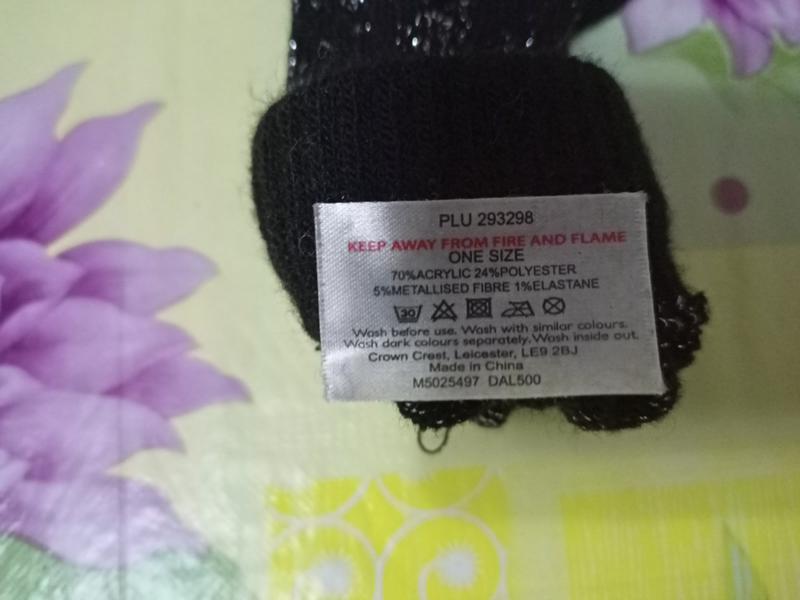 PLU 293298
KEEP AWAY FROM FIRE AND FLAME
ONE SIZE
70%ACRYLIC 24%POLYESTER
5%METALLISED FIBRE 1%ELASTANE
30
Wash before use. Wash with similar colours.
Wash dark colours separately. Wash inside out.
Crown Crest, Leicester, LE9 2BJ
Made in China
M5025497 DAL500